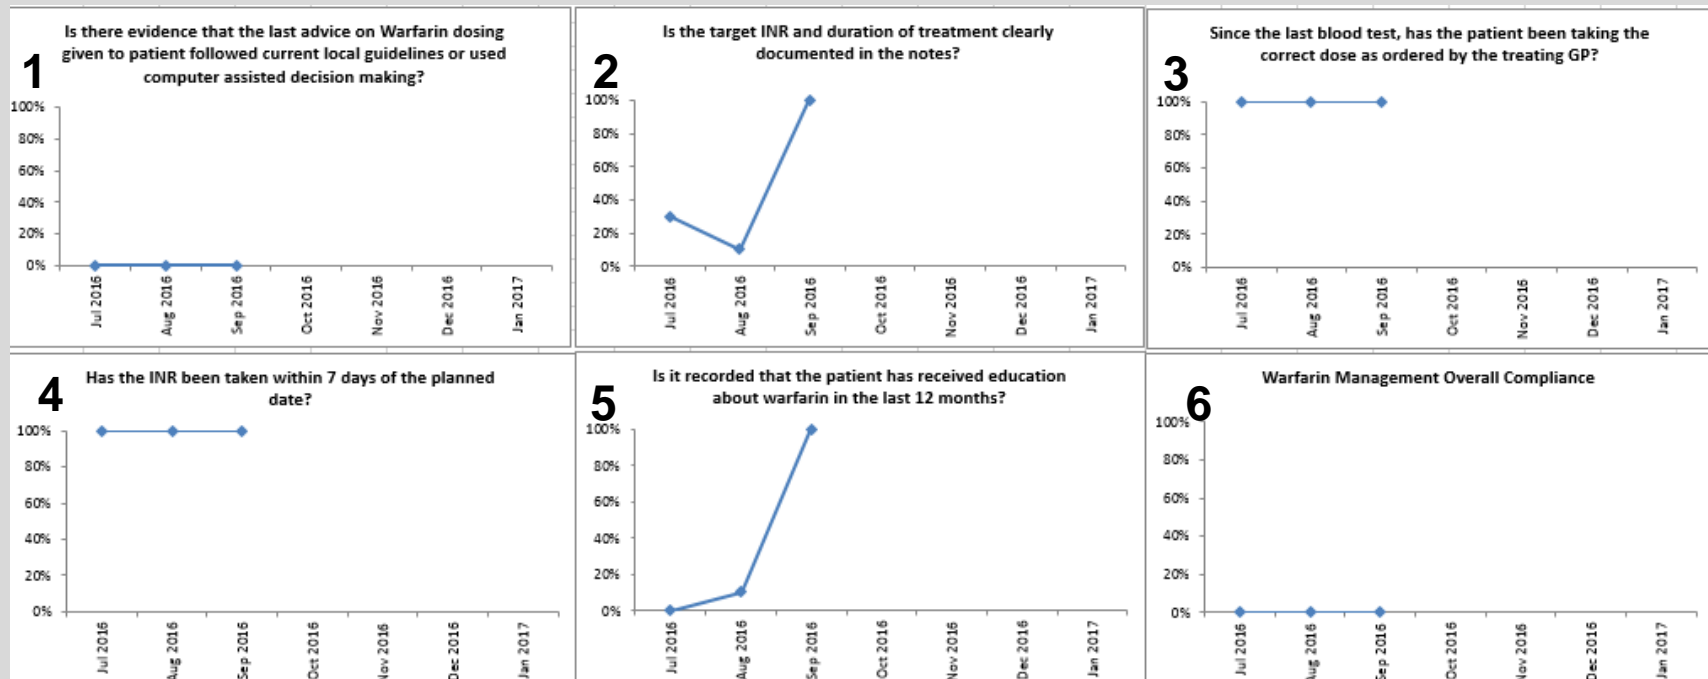 1
Is there evidence that the last advice on Warfarin dosing
given to patient followed current local guidelines or used
computer assisted decision making?
100%
80%
60%
40%
20%
0%
Jul 2016
Aug 2016
Sep 2016
Oct 2016
Nov 2016
Dec 2016
Jan 2017
2
Is the target INR and duration of treatment clearly
documented in the notes?
100%
80%
60%
40%
20%
0%
Jul 2016
Aug 2016
Sep 2016
Oct 2016
Nov 2016
Dec 2016
Jan 2017
3
Since the last blood test, has the patient been taking the
correct dose as ordered by the treating GP?
100%
80%
60%
40%
20%
0%
Jul 2016
Aug 2016
Sep 2016
Oct 2016
Nov 2016
Dec 2016
Jan 2017
4
Has the INR been taken within 7 days of the planned
date?
100%
80%
60%
40%
20%
0%
Jul 2016
Aug 2016
Sep 2016
Oct 2016
Nov 2016
Dec 2016
Jan 2017
5
Is it recorded that the patient has received education
about warfarin in the last 12 months?
100%
80%
60%
40%
20%
0%
Jul 2016
Aug 2016
Sep 2016
Oct 2016
Nov 2016
Dec 2016
Jan 2017
6
Warfarin Management Overall Compliance
100%
80%
60%
40%
20%
0%
Jul 2016
Aug 2016
Sep 2016
Oct 2016
Nov 2016
Dec 2016
Jan 2017